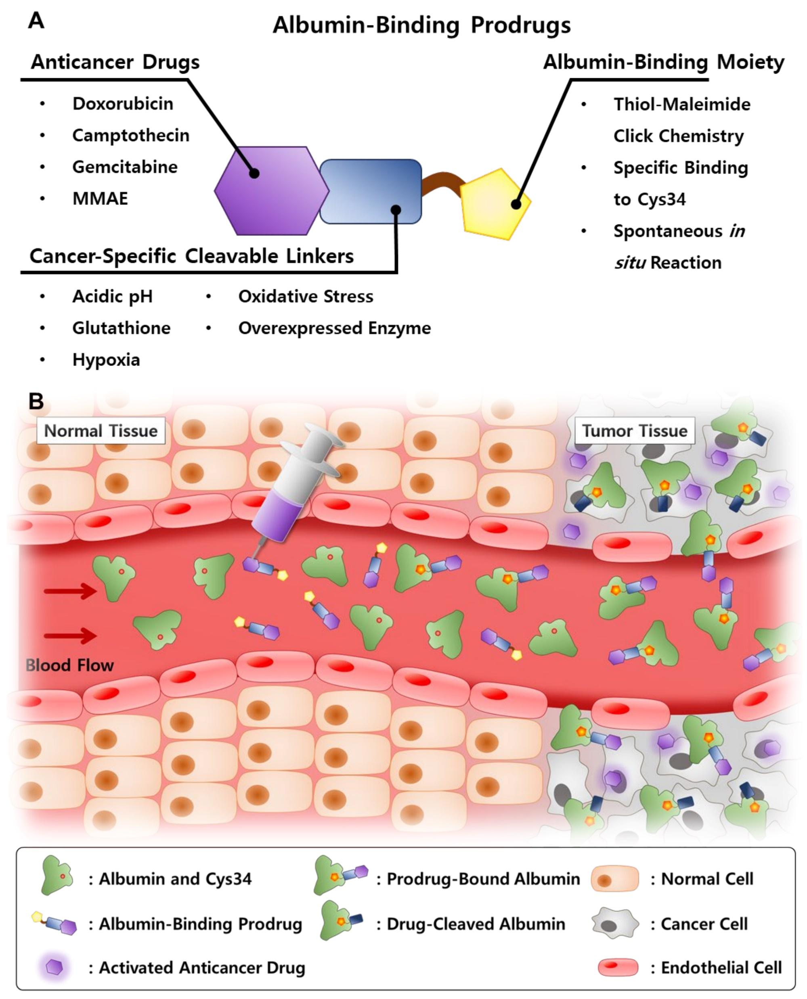 A
Albumin-Binding Prodrugs
Anticancer Drugs
• Doxorubicin
• Camptothecin
• Gemcitabine
• MMAE
Albumin-Binding Moiety
• Thiol-Maleimide
Click Chemistry
• Specific Binding
to Cys34
• Spontaneous in
situ Reaction
Cancer-Specific Cleavable Linkers
• Acidic pH
• Glutathione
• Hypoxia
• Oxidative Stress
• Overexpressed Enzyme
B
Normal Tissue
Tumor Tissue
Blood Flow
: Albumin and Cys34
: Albumin-Binding Prodrug
: Activated Anticancer Drug
: Prodrug-Bound Albumin
: Drug-Cleaved Albumin
: Normal Cell
: Cancer Cell
: Endothelial Cell